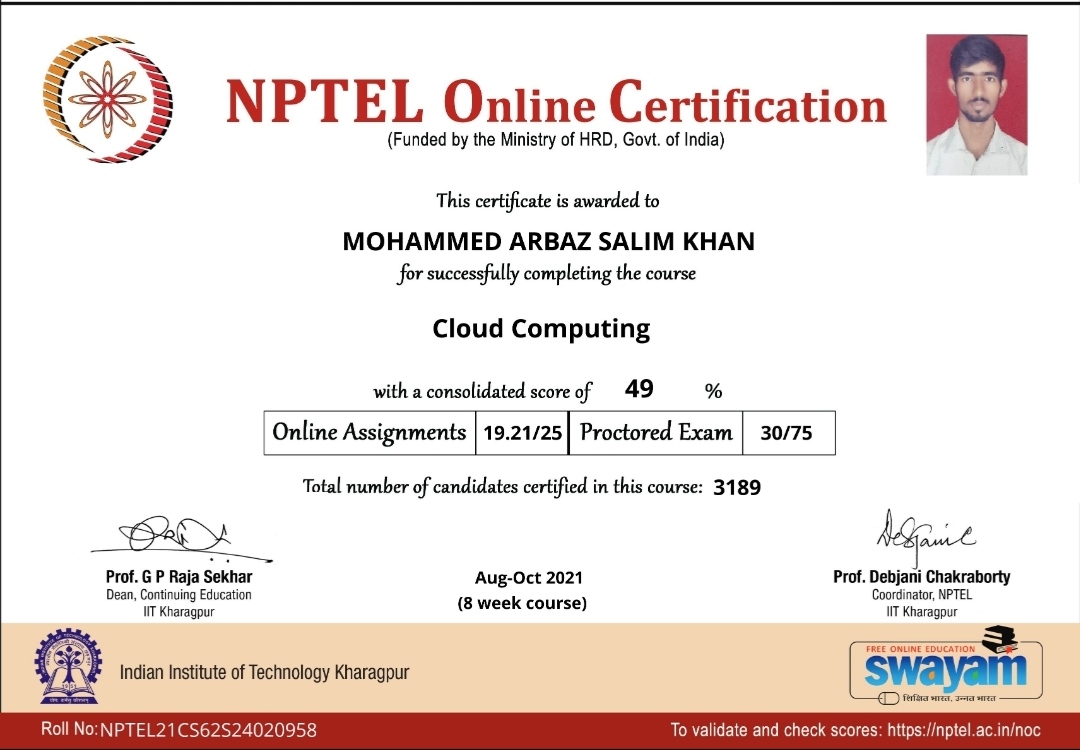 NPTEL Online Certification
(Funded by the Ministry of HRD, Govt. of India)
This certificate is awarded to
MOHAMMED ARBAZ SALIM KHAN
for successfully completing the course
Cloud Computing
with a consolidated score of 49 %
Online Assignments 19.21/25 Proctored Exam 30/75
Total number of candidates certified in this course: 3189
Prof. G P Raja Sekhar
Dean, Continuing Education
IIT Kharagpur
Aug-Oct 2021
(8 week course)
Prof. Debjani Chakraborty
Coordinator, NPTEL
IIT Kharagpur
Indian Institute of Technology Kharagpur
FREE ONLINE EDUCATION
swayam
शिक्षित भारत, उन्नत भारत
Roll No: NPTEL21CS62S24020958
To validate and check scores: https://nptel.ac.in/noc